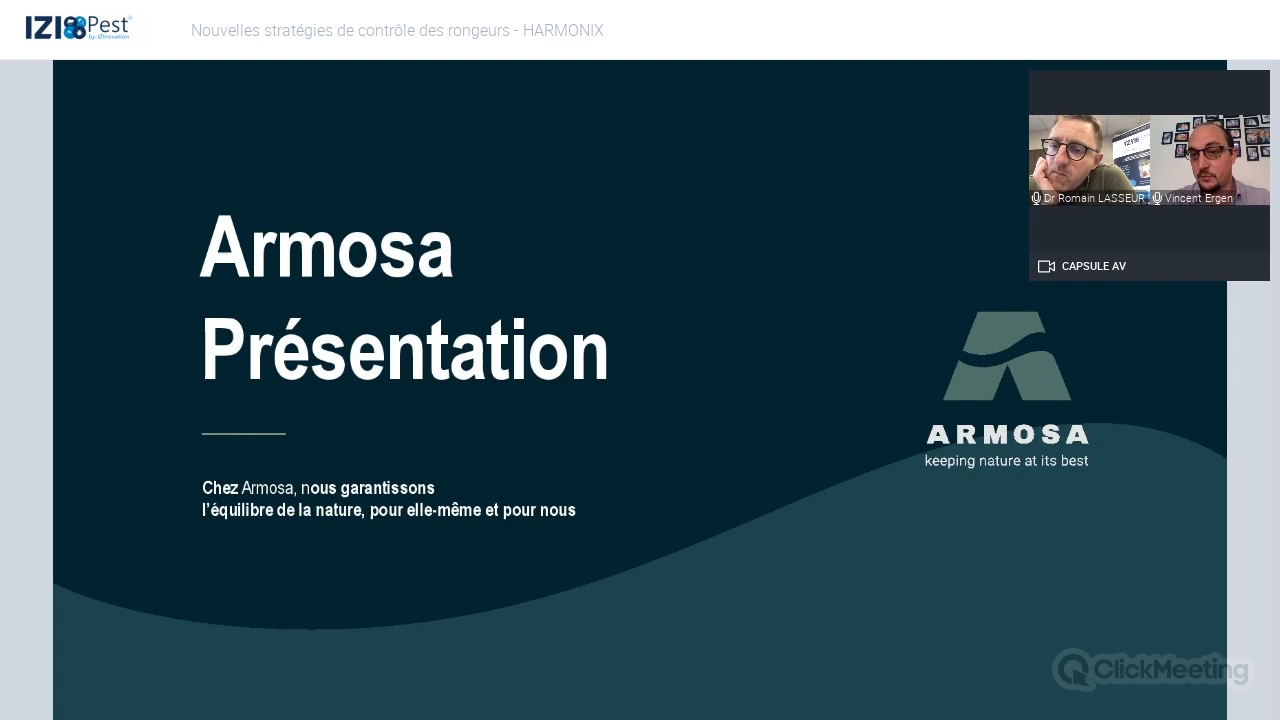 IZI Pest
by IZInovation
Nouvelles stratégies de contrôle des rongeurs - HARMONIX
Dr Romain LASSEUR
Vincent Ergen
CAPSULE AV
Armosa
Présentation
ARMOSA
keeping nature at its best
Chez Armosa, nous garantissons
l'équilibre de la nature, pour elle-même et pour nous
ClickMeeting